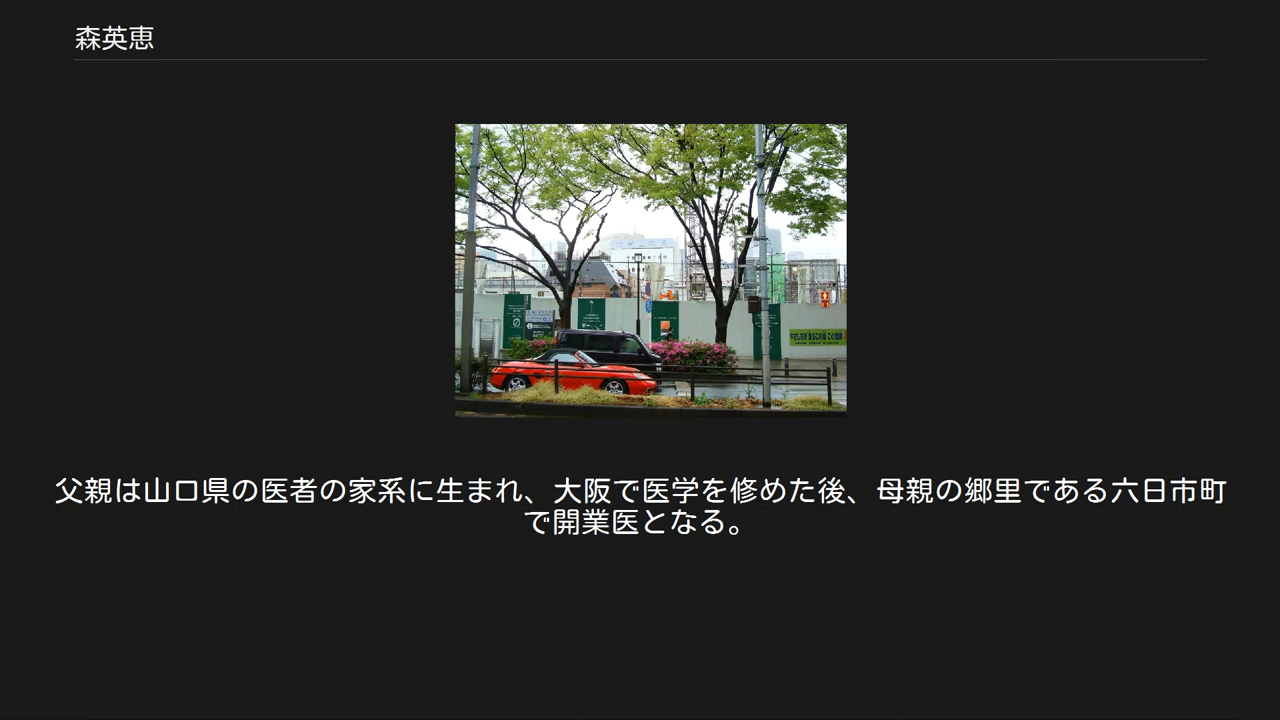 森英恵
父親は山口県の医者の家系に生まれ、大阪で医学を修めた後、母親の郷里である六日市町
で開業医となる。